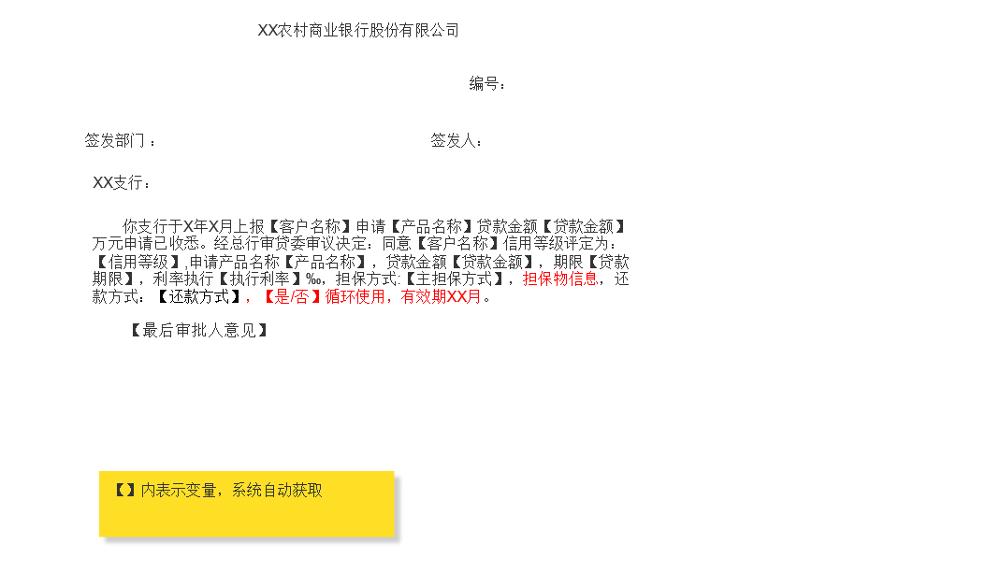 XX农村商业银行股份有限公司
编号：
签发部门 ：
签发人：
XX支行：
你支行于X年X月上报【客户名称】申请【产品名称】贷款金额【贷款金额】
万元申请已收悉。经总行审贷委审议决定：同意【客户名称】信用等级评定为：
【信用等级】,申请产品名称【产品名称】，贷款金额【贷款金额】，期限【贷款
期限】，利率执行【执行利率】‰，担保方式:【主担保方式】，担保物信息，还
款方式：【还款方式】，【是/否】循环使用，有效期XX月。
【最后审批人意见】
【】内表示变量，系统自动获取